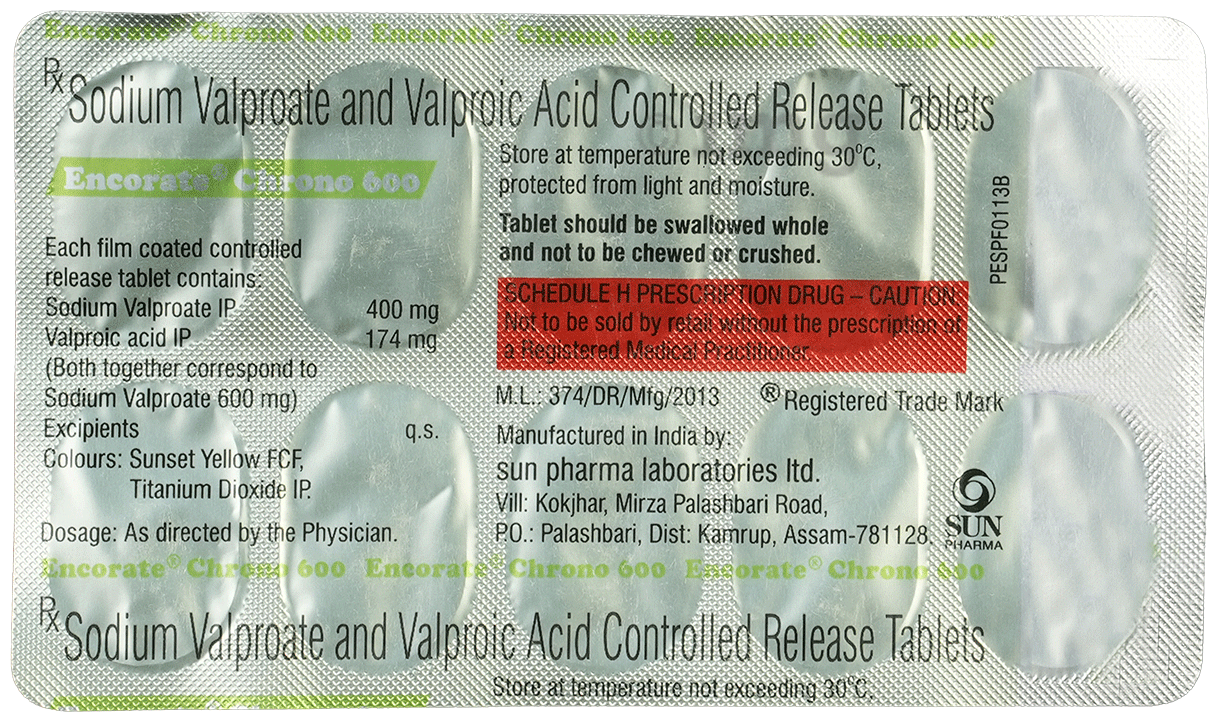 Encorate® Chrono 600 Encorate® Chrono 600 Encorate® Chrono 600
Rx Sodium Valproate and Valproic Acid Controlled Release Tablets
Encorate® Chrono 600
Each film coated controlled
release tablet contains:
Sodium Valproate IP 400 mg
Valproic acid IP 174 mg
(Both together correspond to
Sodium Valproate 600 mg)
Excipients q.s.
Colours: Sunset Yellow FCF,
Titanium Dioxide IP.
Dosage: As directed by the Physician.
Store at temperature not exceeding 30°C,
protected from light and moisture.
Tablet should be swallowed whole
and not to be chewed or crushed.
SCHEDULE H PRESCRIPTION DRUG – CAUTION
Not to be sold by retail without the prescription of
a Registered Medical Practitioner
M.L.: 374/DR/Mfg/2013 ® Registered Trade Mark
Manufactured in India by:
sun pharma laboratories ltd.
Vill: Kokjhar, Mirza Palashbari Road,
P.O.: Palashbari, Dist: Kamrup, Assam-781128.
SUN
PHARMA
PESPF0113B
Encorate® Chrono 600 Encorate® Chrono 600 Encorate® Chrono 600
Rx Sodium Valproate and Valproic Acid Controlled Release Tablets
Store at temperature not exceeding 30°C,